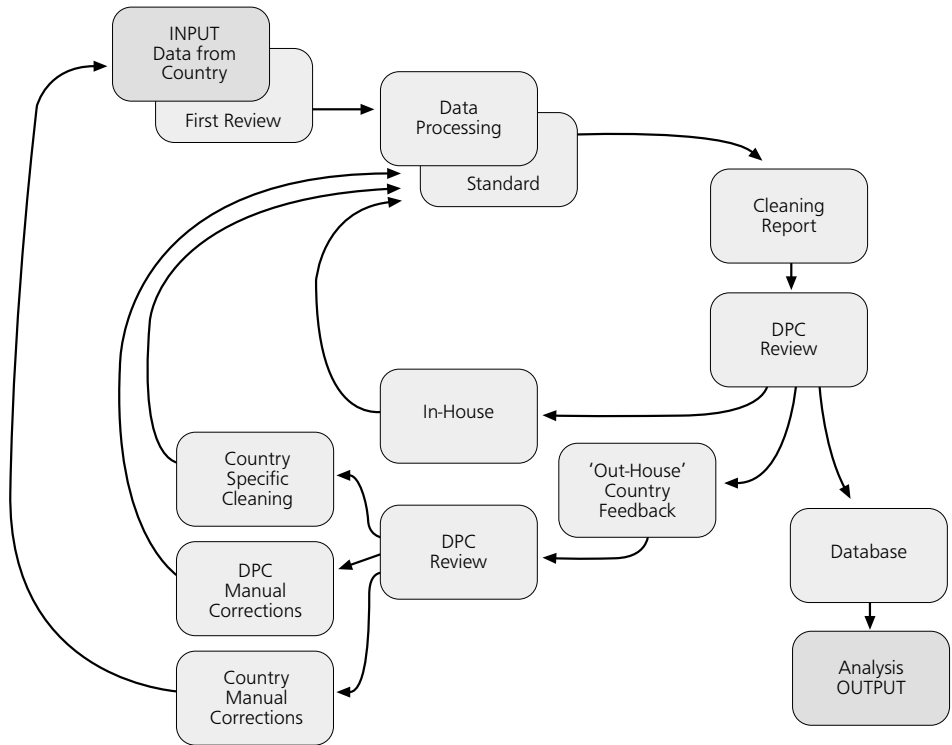 INPUT
Data from
Country
First Review
Data
Processing
Standard
Cleaning
Report
DPC
Review
In-House
‘Out-House’
Country
Feedback
Country
Specific
Cleaning
DPC
Review
DPC
Manual
Corrections
Country
Manual
Corrections
Database
Analysis
OUTPUT